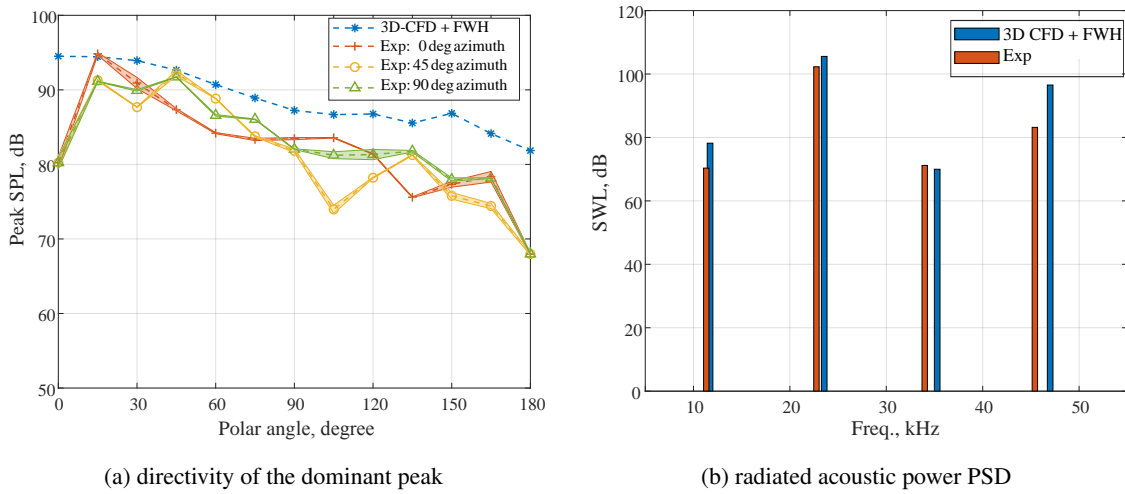 100
90
80
70
60
50
0
30
60
90
120
150
180
Peak SPL, dB
Polar angle, degree
3D-CFD + FWH
Exp: 0 deg azimuth
Exp: 45 deg azimuth
Exp: 90 deg azimuth
(a) directivity of the dominant peak
120
100
80
60
40
20
0
10
20
30
40
50
SWL, dB
Freq., kHz
3D CFD + FWH
Exp
(b) radiated acoustic power PSD